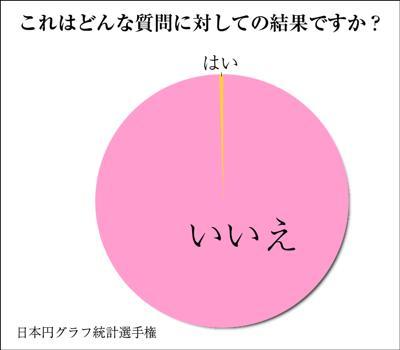 これはどんな質問に対しての結果ですか？
はい
いいえ
日本円グラフ統計選手権